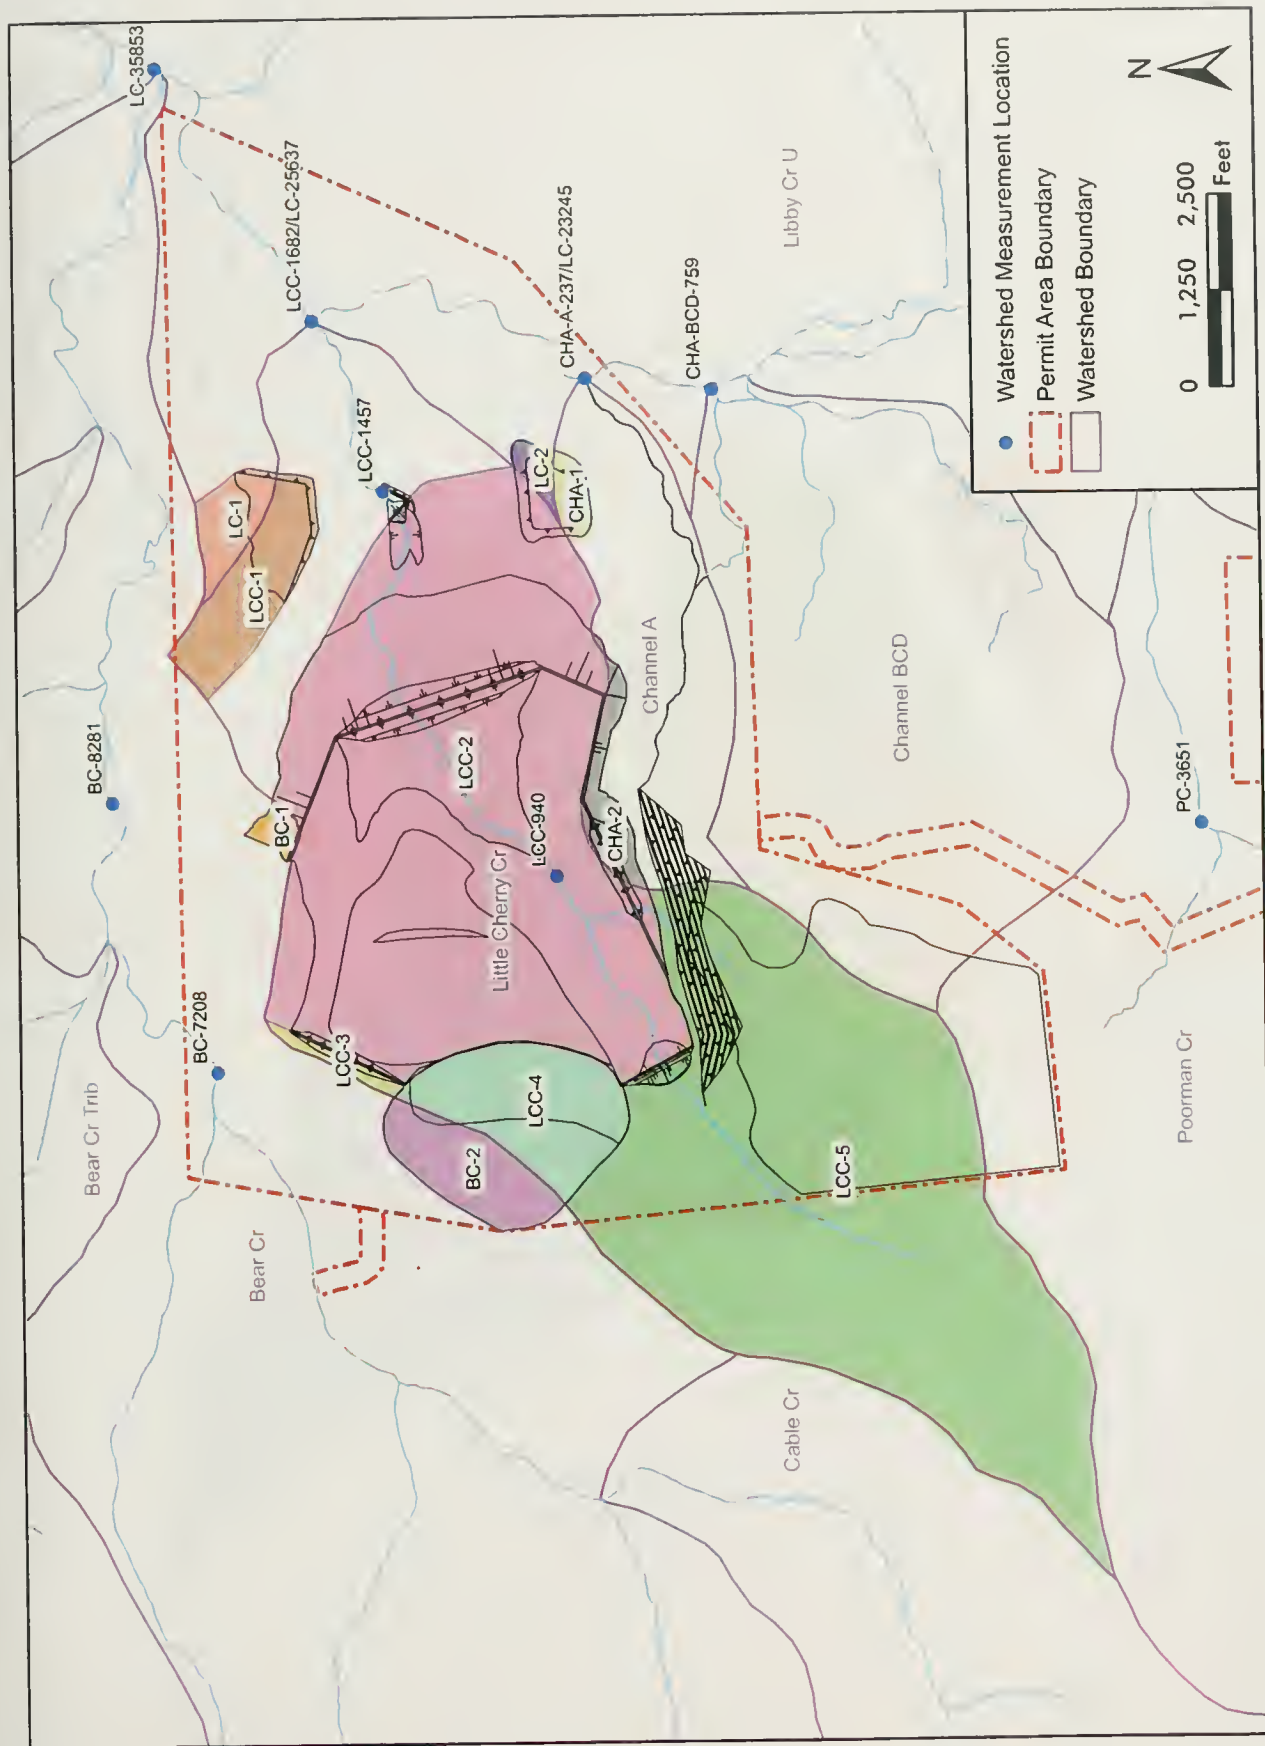 LC-35853
LCC-1682/LC-25637
CHA-A-237/LC-23245
Libby Cr U
CHA-BCD-759
LCC-1457
LC-1
LCC-1
LC-2
CHA-1
BC-8281
BC-1
LCC-2
LCC-940
Little Cherry Cr
CHA-2
Channel A
Channel BCD
PC-3651
BC-7208
LCC-3
LCC-4
BC-2
LCC-5
Bear Cr Trib
Bear Cr
Cable Cr
Poorman Cr
Watershed Measurement Location
Permit Area Boundary
Watershed Boundary
N
0 1,250 2,500
Feet